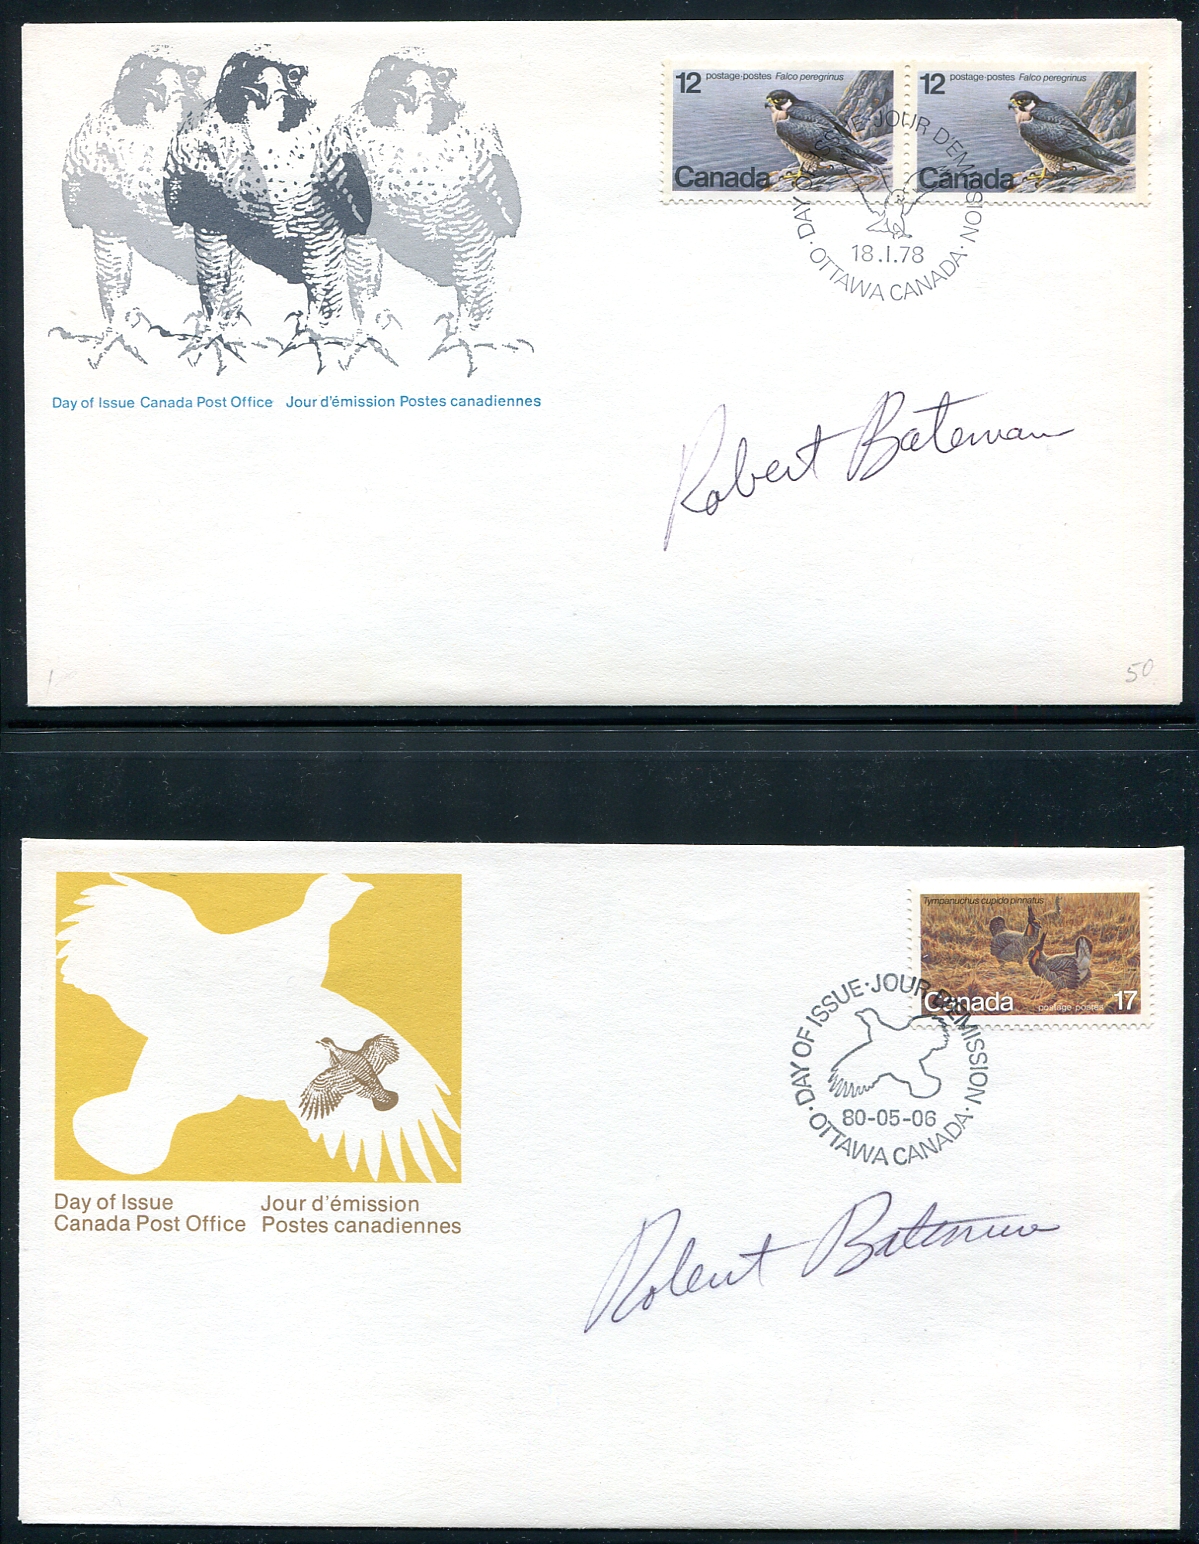 12 postage·postes Falco peregrinus
Canada
12 postage·postes Falco peregrinus
Canada
DAY OF ISSUE·JOUR D'ÉMISSION·OTTAWA CANADA·
18.I.78
Day of Issue Canada Post Office Jour d'émission Postes canadiennes
Robert Bateman
50
Tympanuchus cupido pinnatus
Canada postage·postes 17
·DAY OF ISSUE·JOUR D'ÉMISSION·OTTAWA CANADA·
80-05-06
Day of Issue Jour d'émission
Canada Post Office Postes canadiennes
Robert Bateman